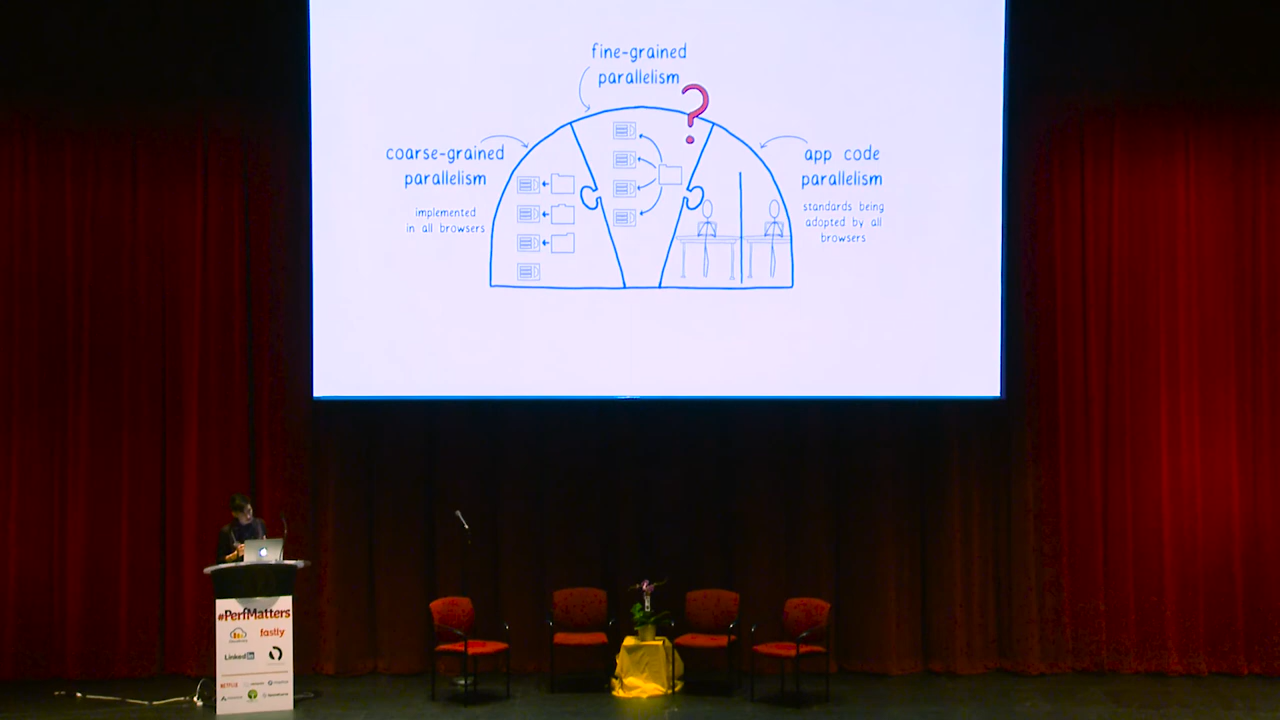 fine-grained
parallelism
?
coarse-grained
parallelism
implemented
in all browsers
app code
parallelism
standards being
adopted by all
browsers
#PerfMatters
fastly
LinkedIn
NETFLIX